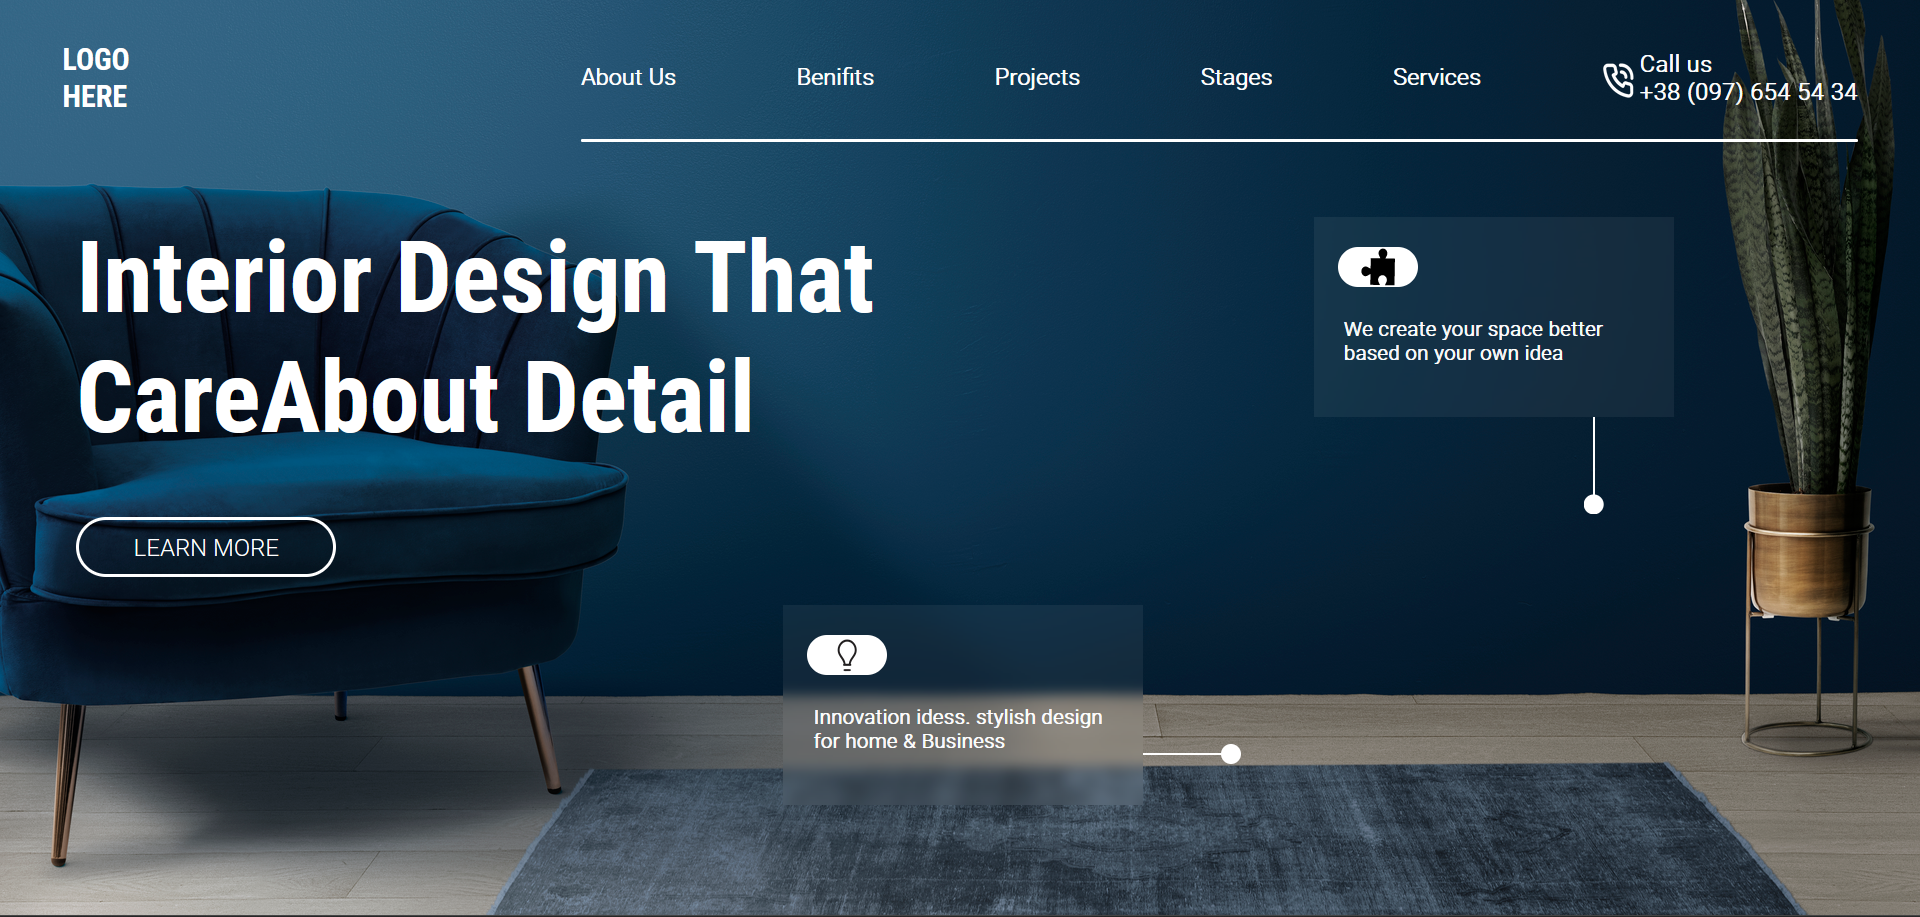 LOGO
HERE
About Us
Benifits
Projects
Stages
Services
Call us
+38 (097) 654 54 34
Interior Design That
CareAbout Detail
We create your space better
based on your own idea
LEARN MORE
Innovation idess. stylish design
for home & Business